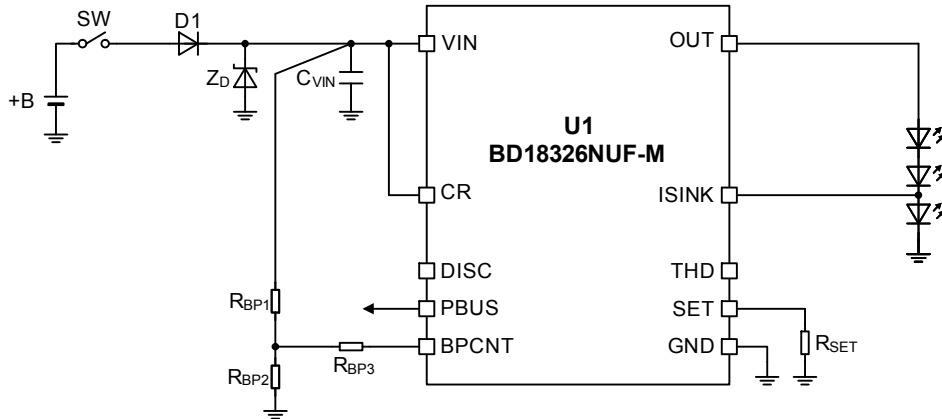 SW
D1
VIN
OUT
ZD
CVIN
+B
U1
BD18326NUF-M
CR
ISINK
DISC
THD
RBP1
PBUS
SET
BPCNT
GND
RSET
RBP2
RBP3